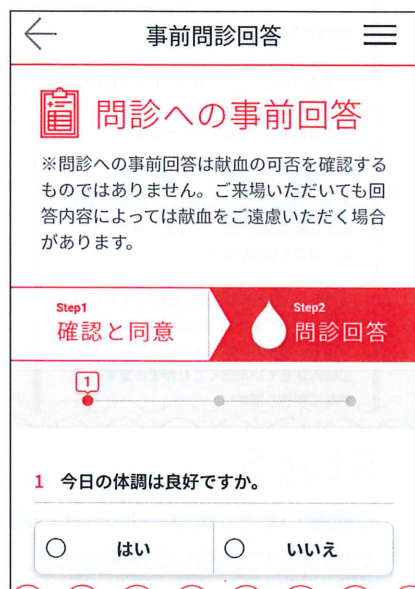 事前問診回答
問診への事前回答
※問診への事前回答は献血の可否を確認する
ものではありません。ご来場いただいても回
答内容によっては献血をご遠慮いただく場合
があります。
Step1
確認と同意
Step2
問診回答
1
1 今日の体調は良好ですか。
はい
いいえ